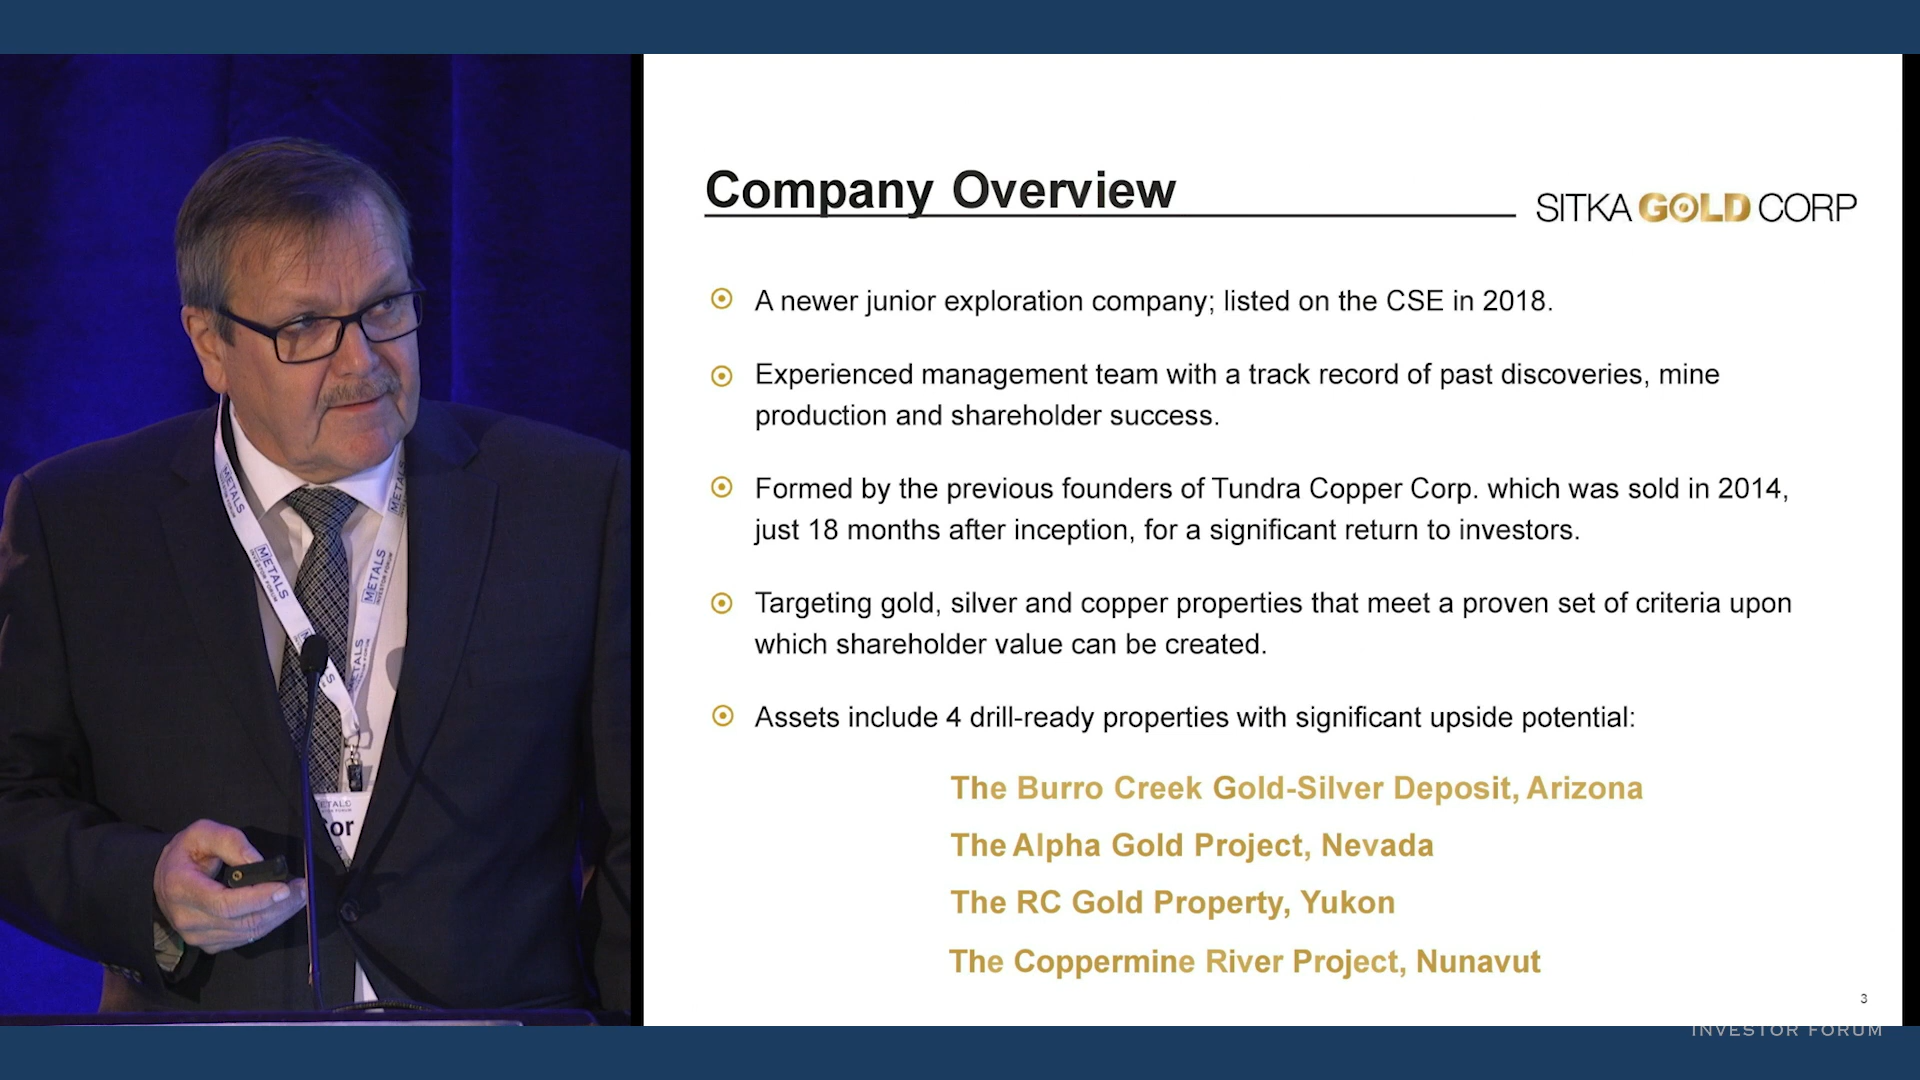 Company Overview
SITKA GOLD CORP
A newer junior exploration company; listed on the CSE in 2018.
Experienced management team with a track record of past discoveries, mine
production and shareholder success.
Formed by the previous founders of Tundra Copper Corp. which was sold in 2014,
just 18 months after inception, for a significant return to investors.
Targeting gold, silver and copper properties that meet a proven set of criteria upon
which shareholder value can be created.
Assets include 4 drill-ready properties with significant upside potential:
The Burro Creek Gold-Silver Deposit, Arizona
The Alpha Gold Project, Nevada
The RC Gold Property, Yukon
The Coppermine River Project, Nunavut
3
INVESTOR FORUM
METALS
INVESTOR FORUM
METALS
INVESTOR FORUM
METALS